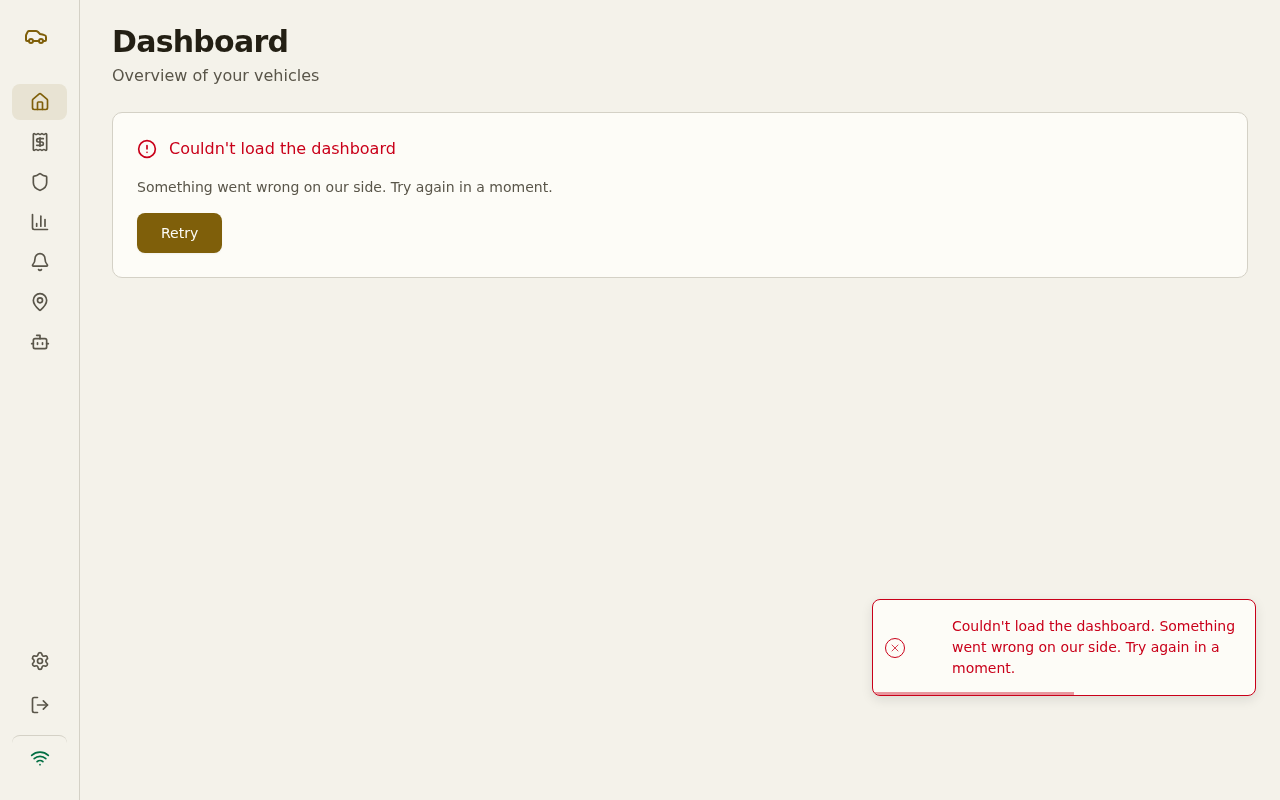 Dashboard
Overview of your vehicles
Couldn't load the dashboard
Something went wrong on our side. Try again in a moment.
Retry
Couldn't load the dashboard. Something
went wrong on our side. Try again in a
moment.